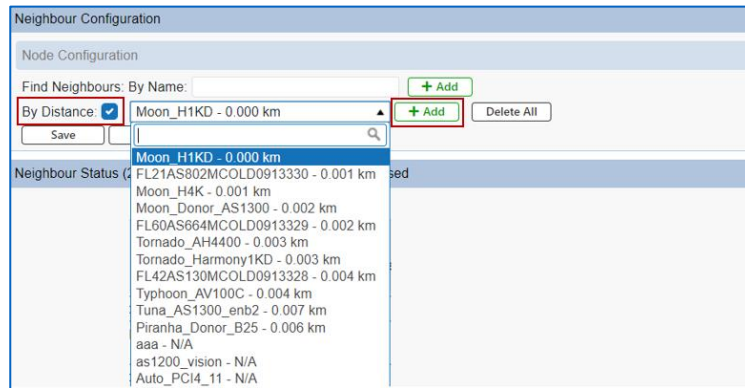 Neighbour Configuration
Node Configuration
Find Neighbours: By Name: + Add
By Distance: Moon_H1KD - 0.000 km + Add Delete All
Save
Moon_H1KD - 0.000 km
Neighbour Status (2 sed
FL21AS802MCOLD0913330 - 0.001 km
Moon_H4K - 0.001 km
Moon_Donor_AS1300 - 0.002 km
FL60AS664MCOLD0913329 - 0.002 km
Tornado_AH4400 - 0.003 km
Tornado_Harmony1KD - 0.003 km
FL42AS130MCOLD0913328 - 0.004 km
Typhoon_AV100C - 0.004 km
Tuna_AS1300_enb2 - 0.007 km
Piranha_Donor_B25 - 0.006 km
aaa - N/A
as1200_vision - N/A
Auto_PCI4_11 - N/A